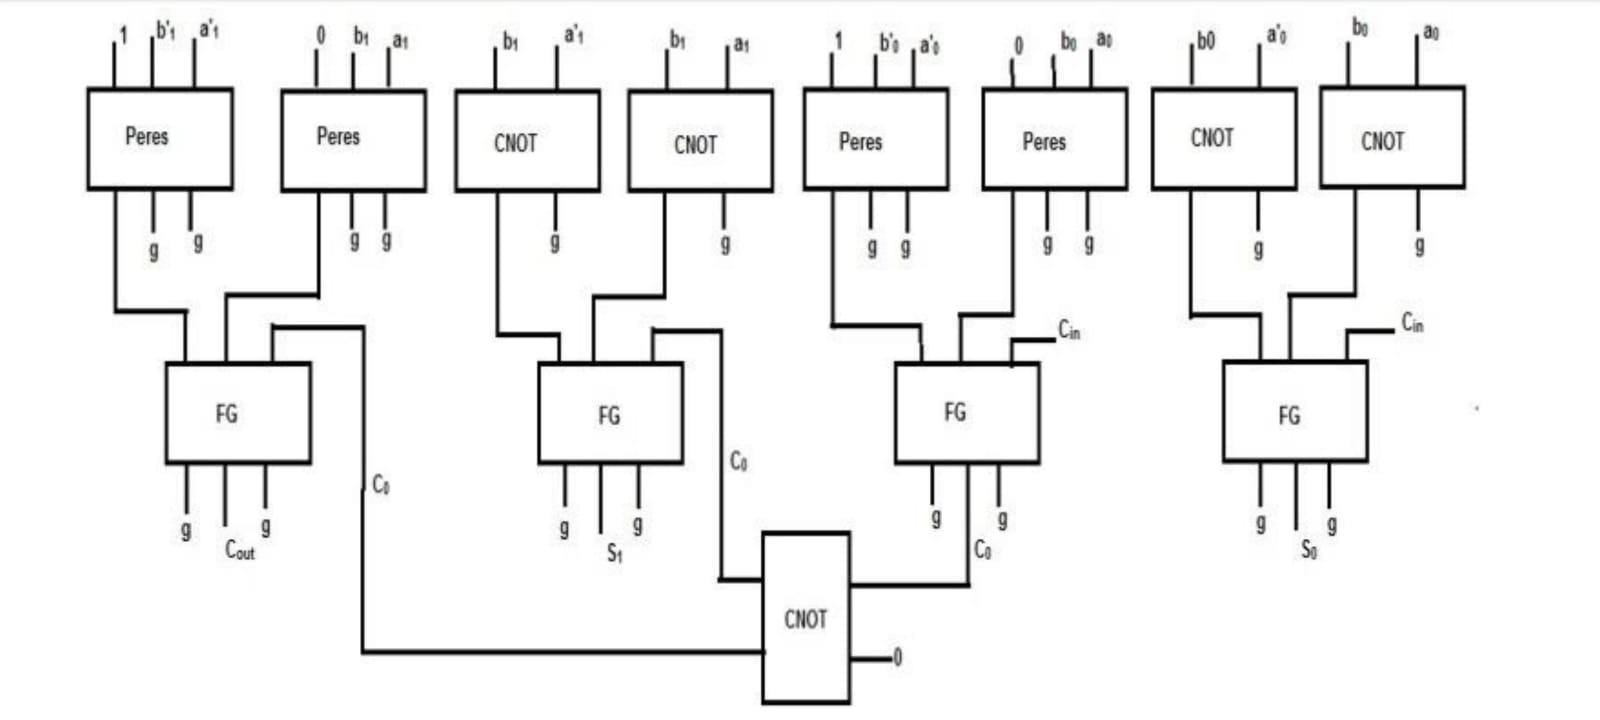 1 b'₁ a'₁ 0 b₁ a₁ b₁ a'₁ b₁ a₁ 1 b'₀ a'₀ 0 b₀ a₀ b0 a'₀ b₀ a₀
Peres Peres CNOT CNOT Peres Peres CNOT CNOT
g g g g g g g g g g g g
Cin Cin
FG FG FG FG
C₀ C₀
g g g g g g g g
Cout S₁ C₀ S₀
CNOT
0